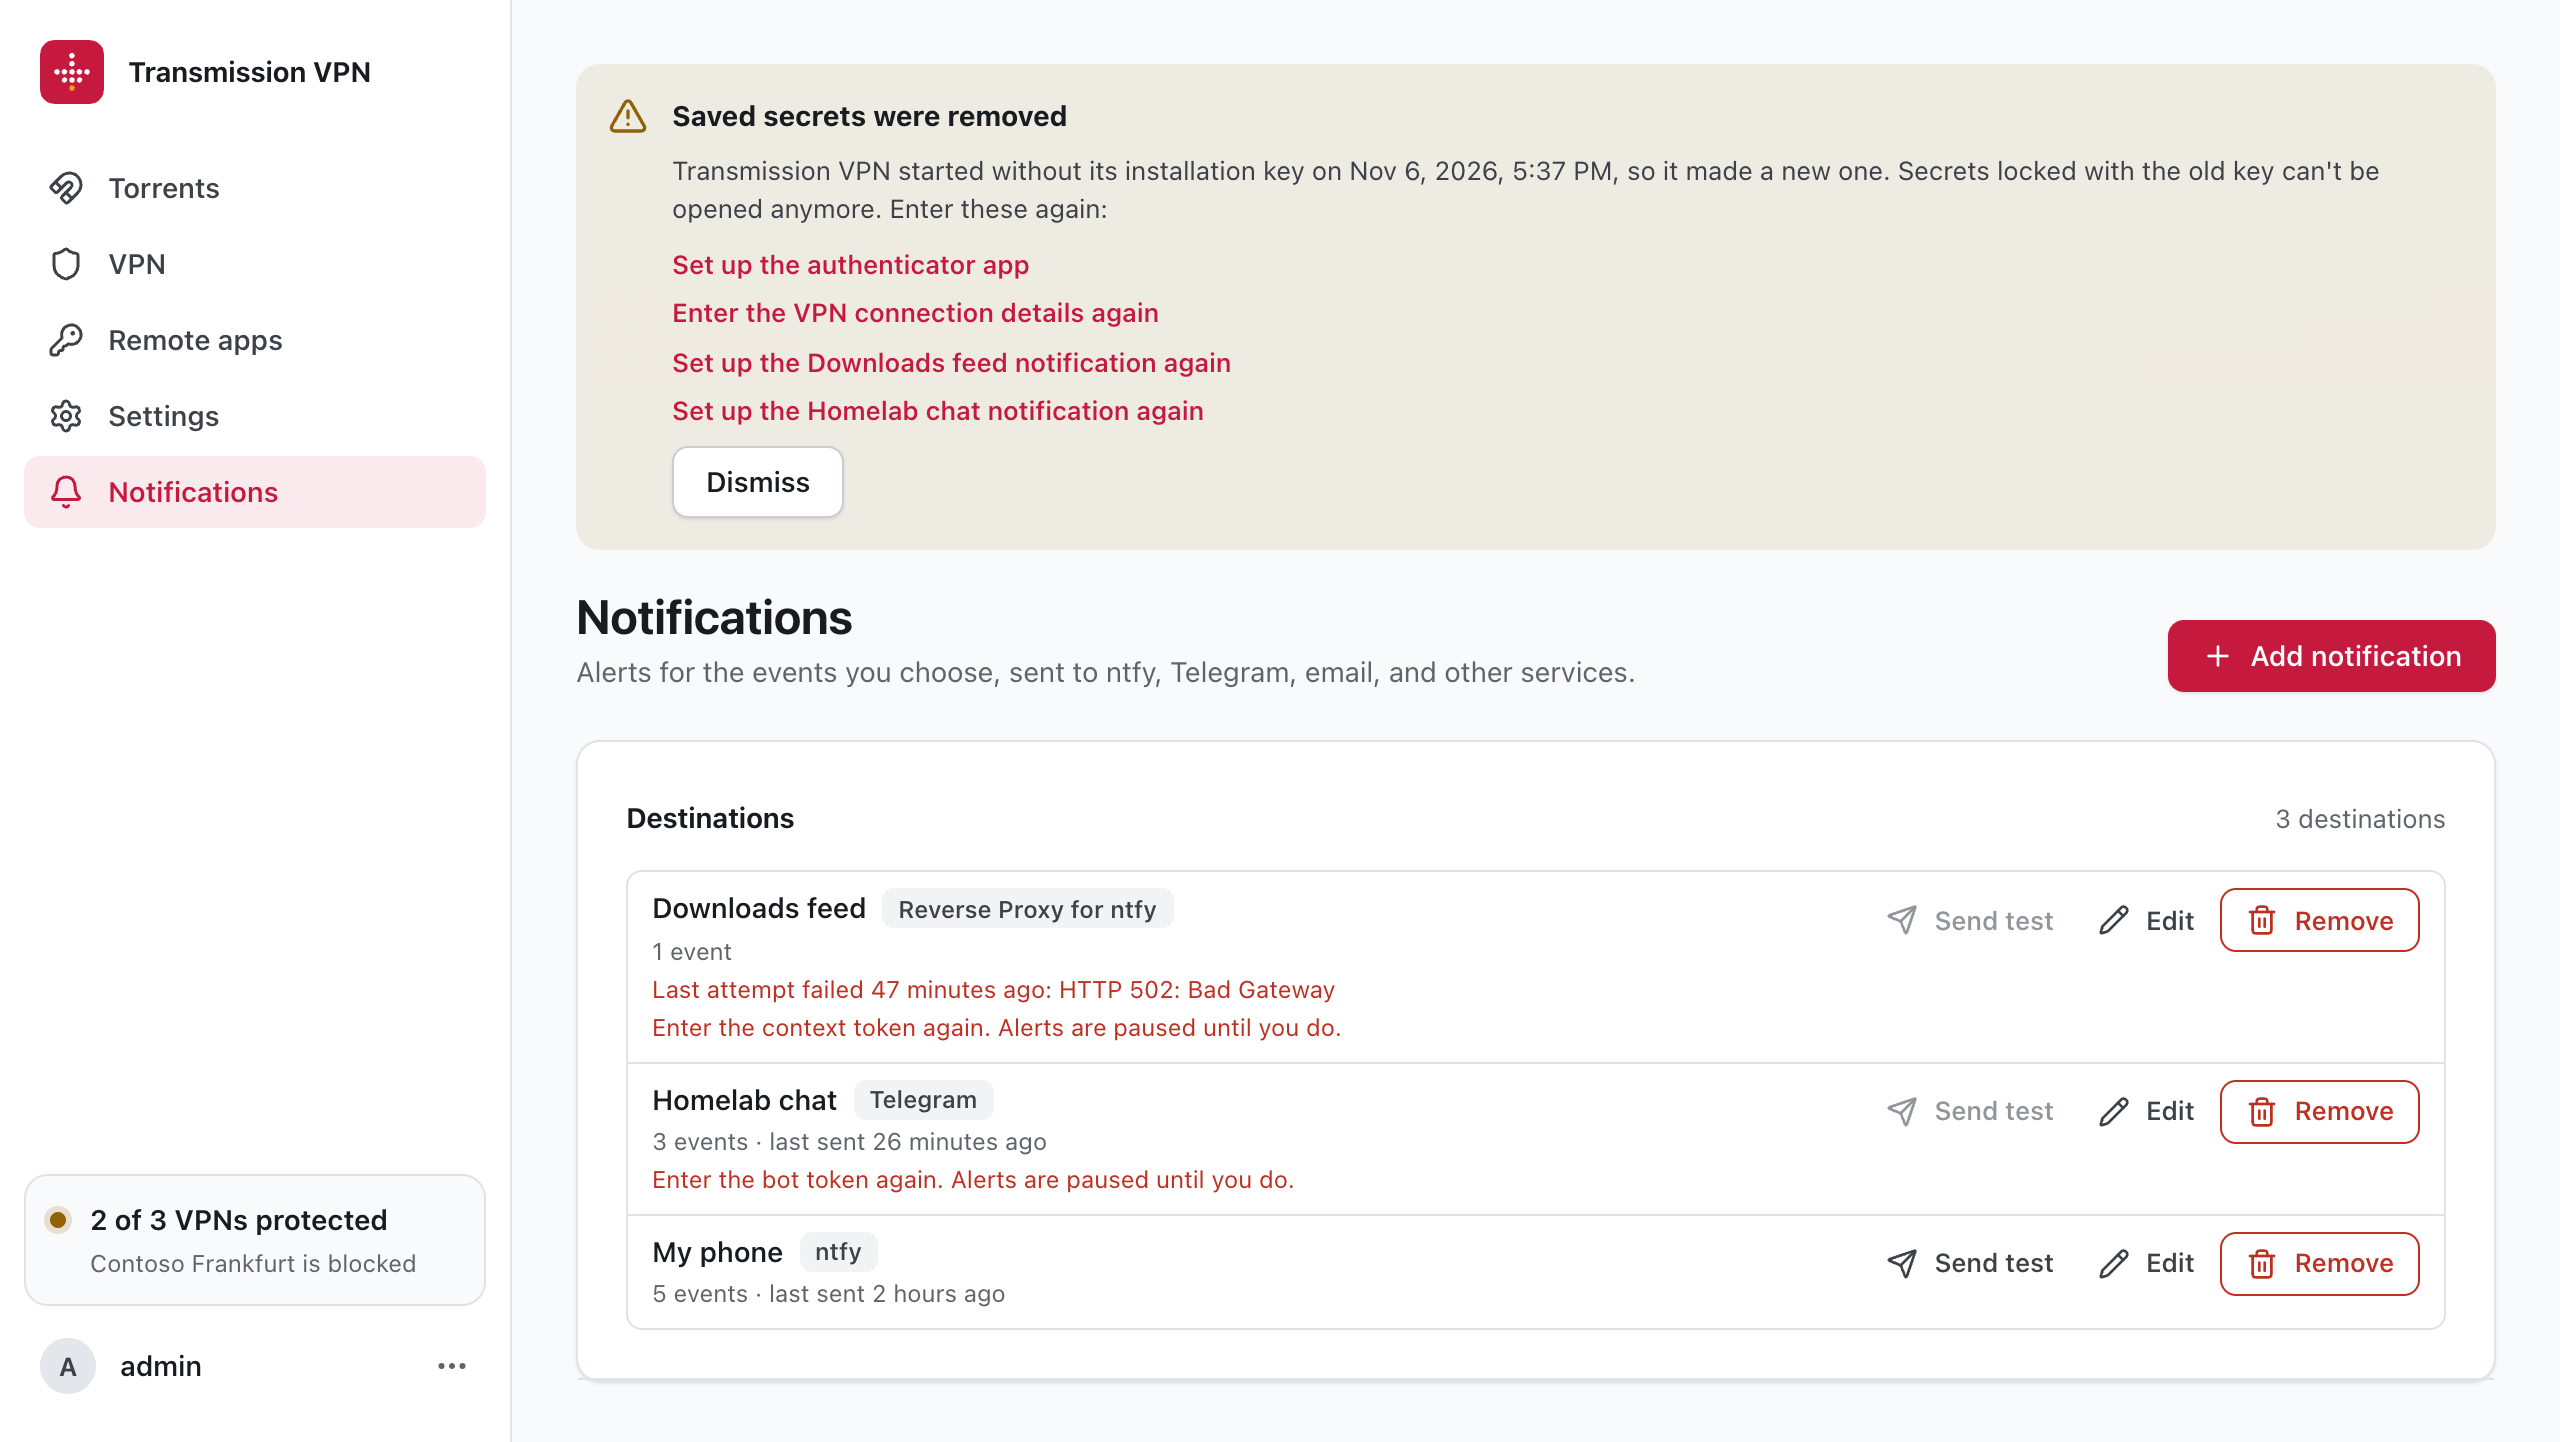 Transmission VPN
Torrents
VPN
Remote apps
Settings
Notifications
2 of 3 VPNs protected
Contoso Frankfurt is blocked
A
admin
Saved secrets were removed
Transmission VPN started without its installation key on Nov 6, 2026, 5:37 PM, so it made a new one. Secrets locked with the old key can't be
opened anymore. Enter these again:
Set up the authenticator app
Enter the VPN connection details again
Set up the Downloads feed notification again
Set up the Homelab chat notification again
Dismiss
Notifications
Alerts for the events you choose, sent to ntfy, Telegram, email, and other services.
Add notification
Destinations
3 destinations
Downloads feed Reverse Proxy for ntfy
1 event
Last attempt failed 47 minutes ago: HTTP 502: Bad Gateway
Enter the context token again. Alerts are paused until you do.
Send test Edit Remove
Homelab chat Telegram
3 events · last sent 26 minutes ago
Enter the bot token again. Alerts are paused until you do.
Send test Edit Remove
My phone ntfy
5 events · last sent 2 hours ago
Send test Edit Remove